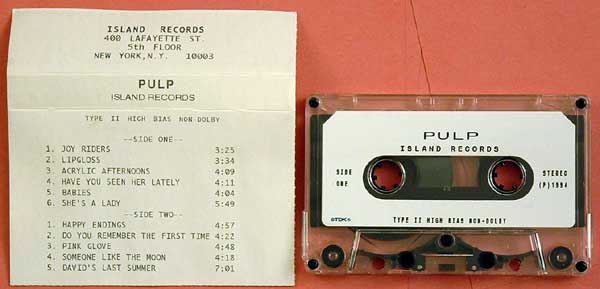 ISLAND RECORDS
400 LAFAYETTE ST.
5th FLOOR
NEW YORK, N.Y. 10003
PULP
ISLAND RECORDS
TYPE II HIGH BIAS NON-DOLBY
--SIDE ONE--
1. JOY RIDERS 3:25
2. LIPGLOSS 3:34
3. ACRYLIC AFTERNOONS 4:09
4. HAVE YOU SEEN HER LATELY 4:11
5. BABIES 4:04
6. SHE'S A LADY 5:49
--SIDE TWO--
1. HAPPY ENDINGS 4:57
2. DO YOU REMEMBER THE FIRST TIME 4:22
3. PINK GLOVE 4:48
4. SOMEONE LIKE THE MOON 4:18
5. DAVID'S LAST SUMMER 7:01
PULP
ISLAND RECORDS
SIDE ONE
STEREO
(P)1994
TDK
TYPE II HIGH BIAS NON-DOLBY